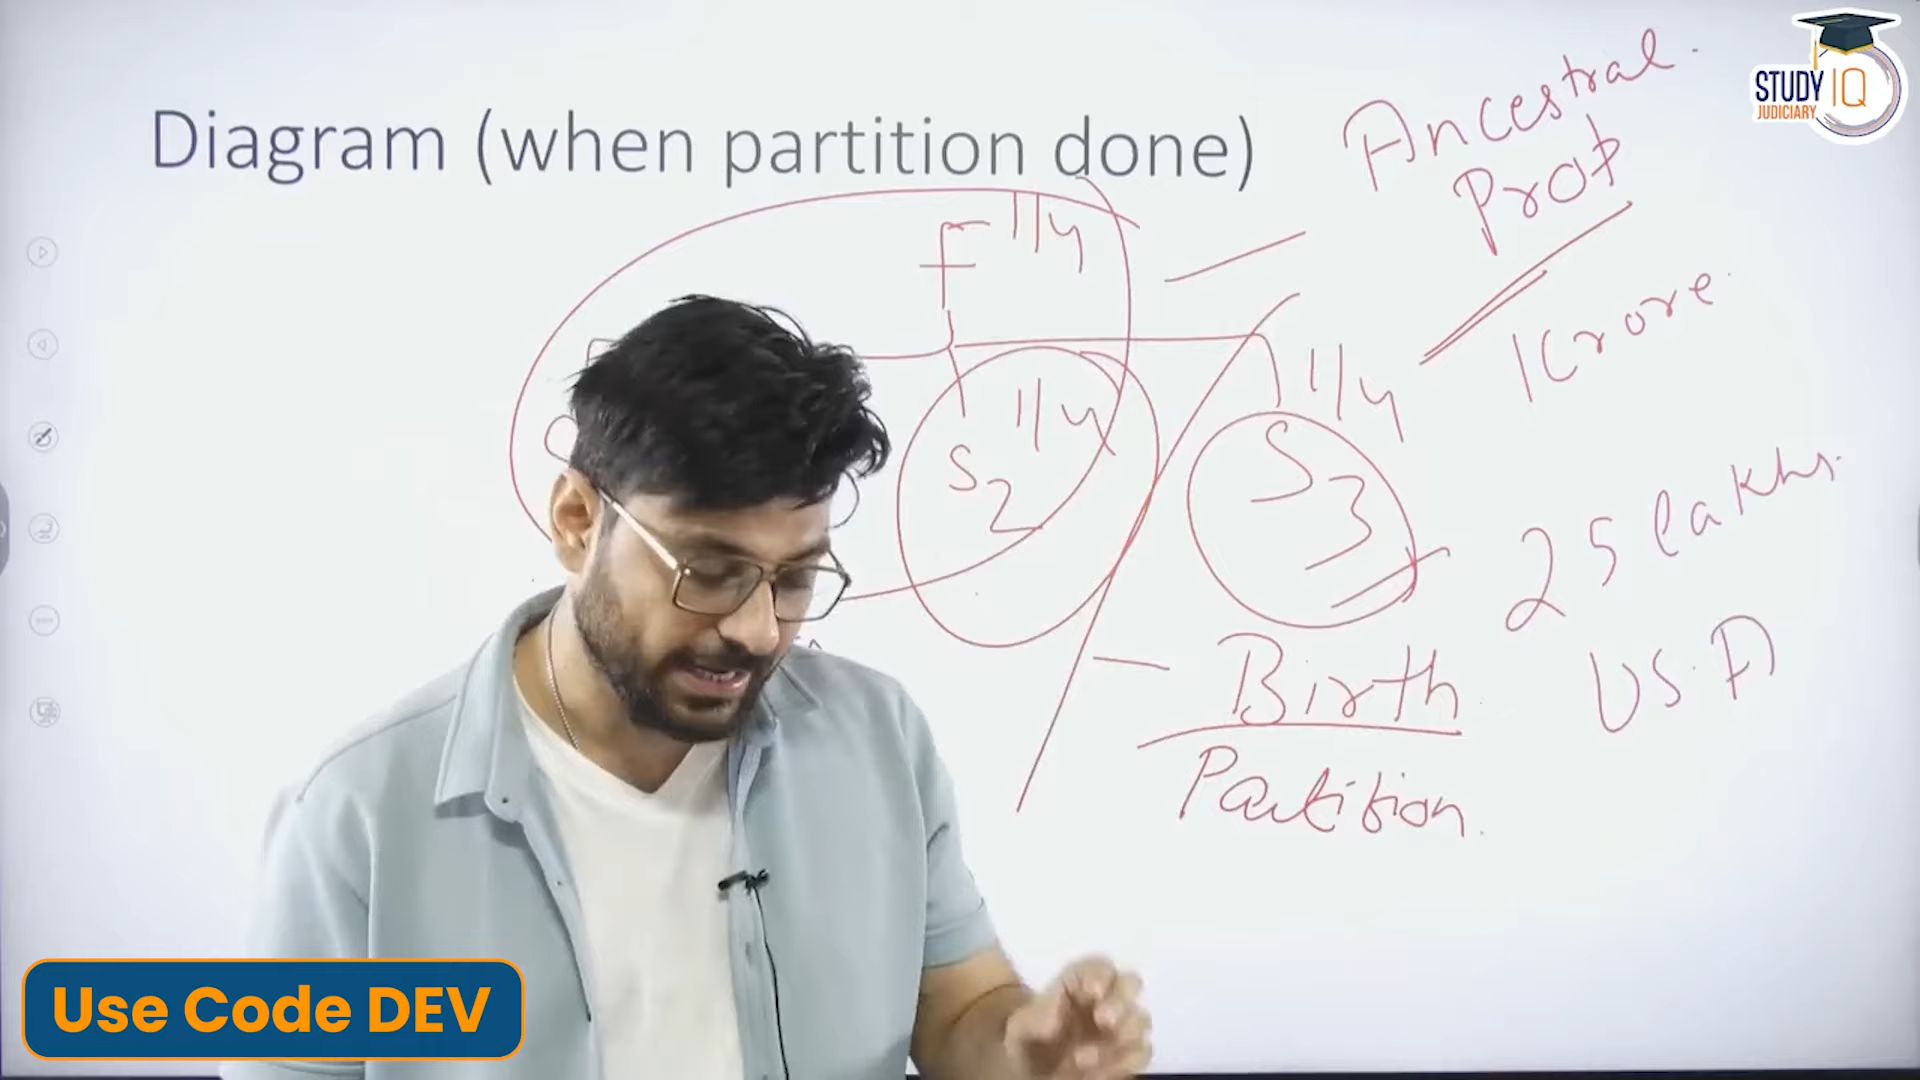 Diagram (when partition done)
STUDY IQ
JUDICIARY
Ancestral.
Prop
1 Crore.
F 1/4
S2 1/4
1/4
S3
25 lakhs.
U.S.A
Birth
Partition.
Use Code DEV